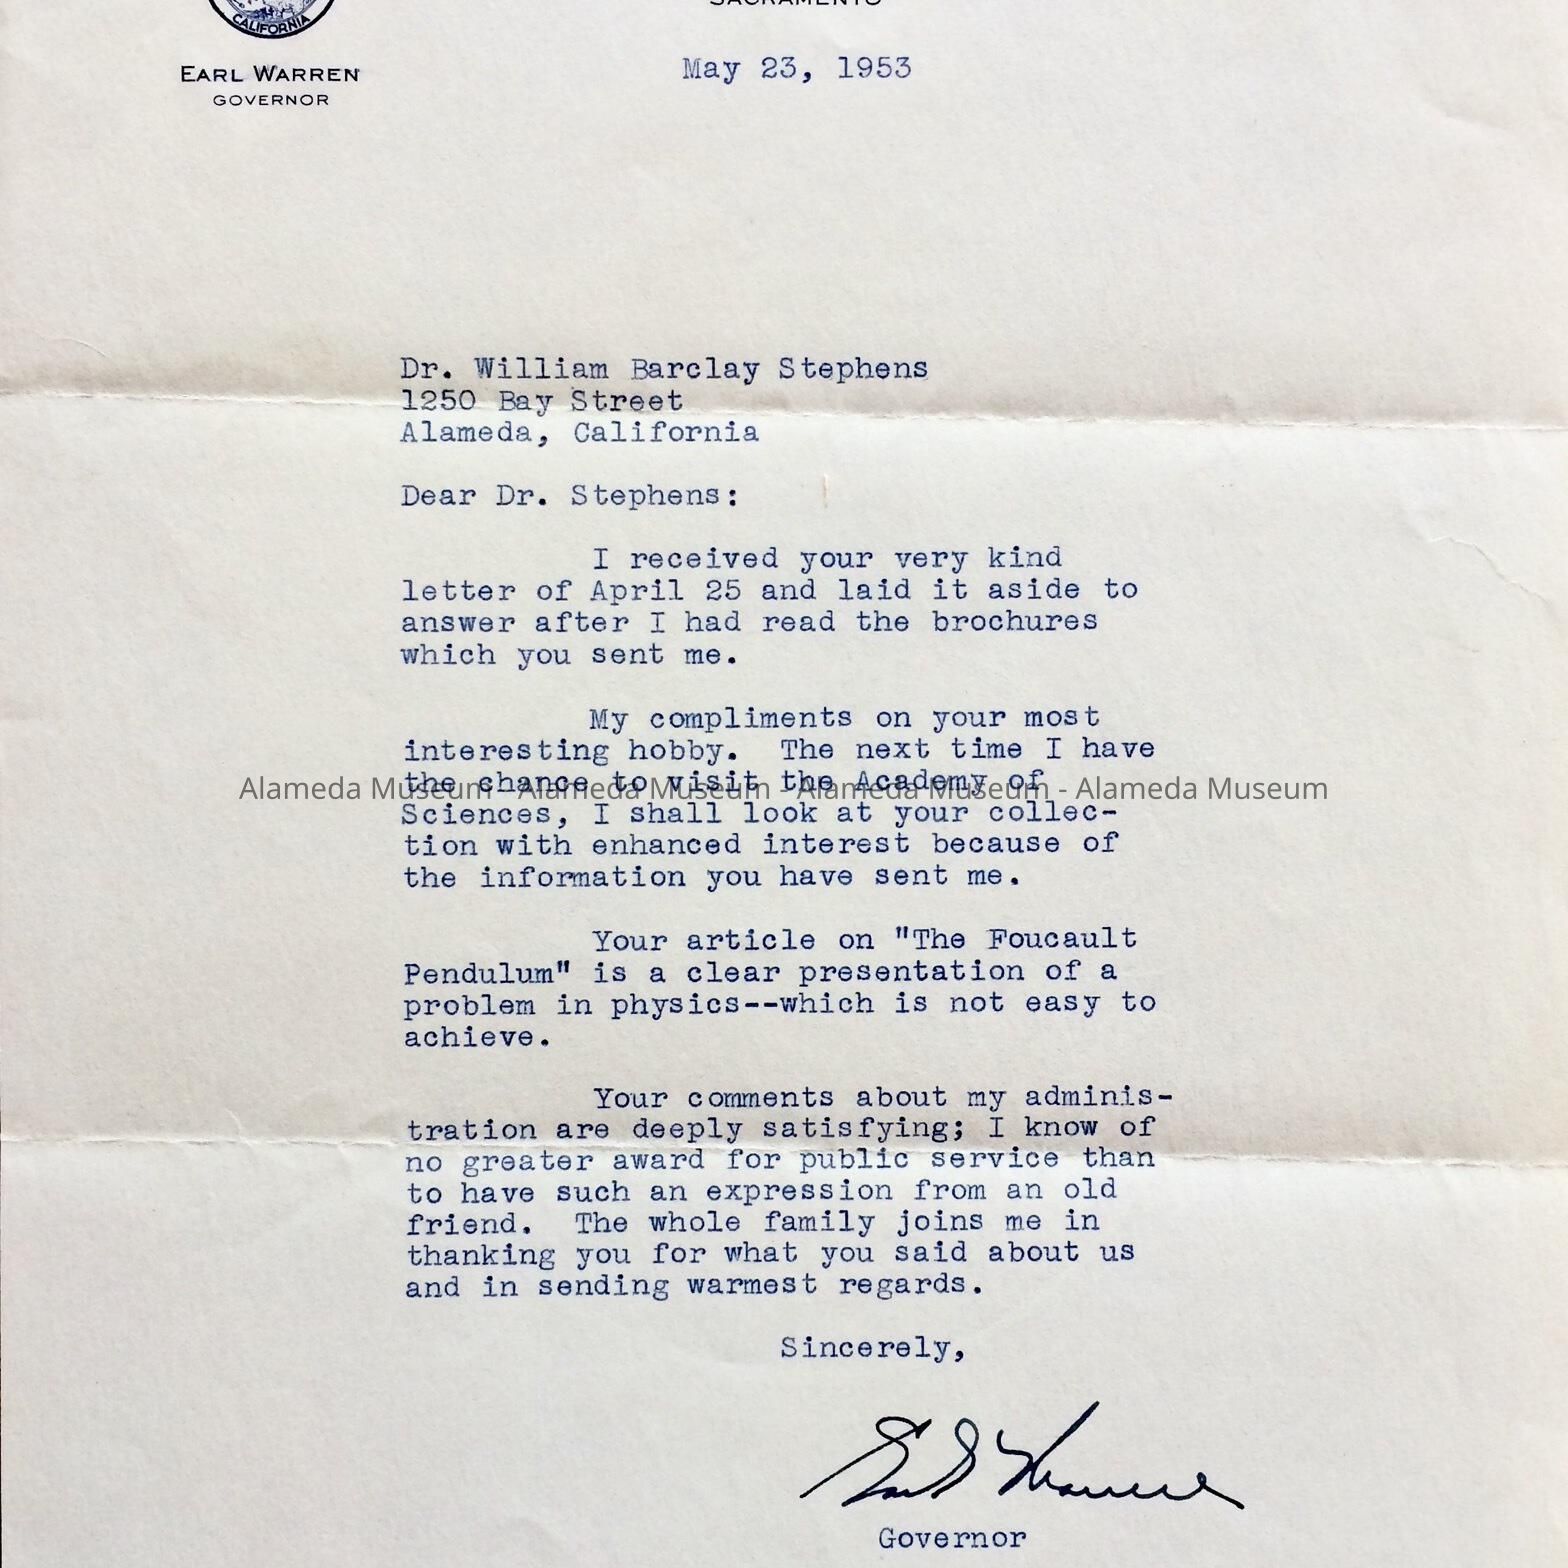 SACRAMENTO
CALIFORNIA
EARL WARREN
GOVERNOR
May 23, 1953
Dr. William Barclay Stephens
1250 Bay Street
Alameda, California
Dear Dr. Stephens:
I received your very kind
letter of April 25 and laid it aside to
answer after I had read the brochures
which you sent me.
My compliments on your most
interesting hobby. The next time I have
the chance to visit the Academy of
Alameda Museum - Alameda Museum - Alameda Museum - Alameda Museum
Sciences, I shall look at your collec-
tion with enhanced interest because of
the information you have sent me.
Your article on "The Foucault
Pendulum" is a clear presentation of a
problem in physics--which is not easy to
achieve.
Your comments about my adminis-
tration are deeply satisfying; I know of
no greater award for public service than
to have such an expression from an old
friend. The whole family joins me in
thanking you for what you said about us
and in sending warmest regards.
Sincerely,
Earl Warren
Governor